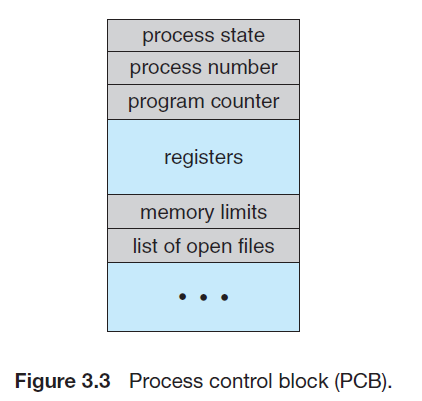 process state
process number
program counter
registers
memory limits
list of open files
• • •
Figure 3.3 Process control block (PCB).